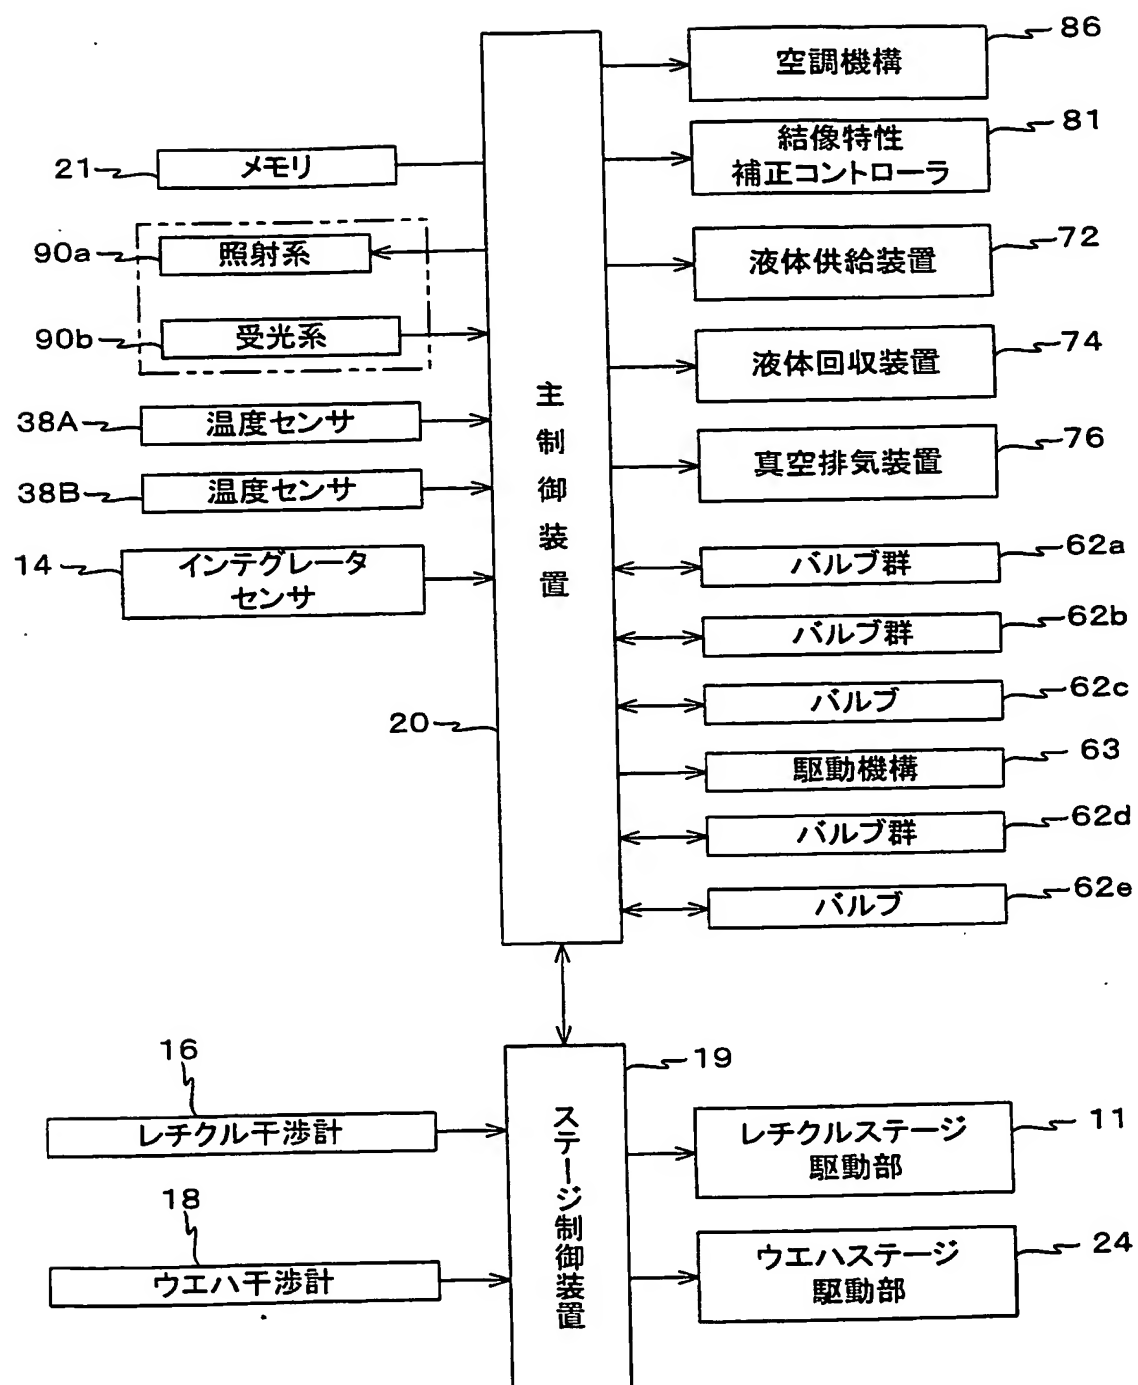 86
空調機構
81
結像特性
補正コントローラ
21
メモリ
90a
照射系
72
液体供給装置
90b
受光系
74
液体回収装置
38A
温度センサ
76
真空排気装置
38B
温度センサ
14
インテグレータ
センサ
主制御装置
62a
バルブ群
62b
バルブ群
62c
バルブ
20
63
駆動機構
62d
バルブ群
62e
バルブ
16
レチクル干渉計
19
ステージ制御装置
11
レチクルステージ
駆動部
18
ウエハ干渉計
24
ウエハステージ
駆動部